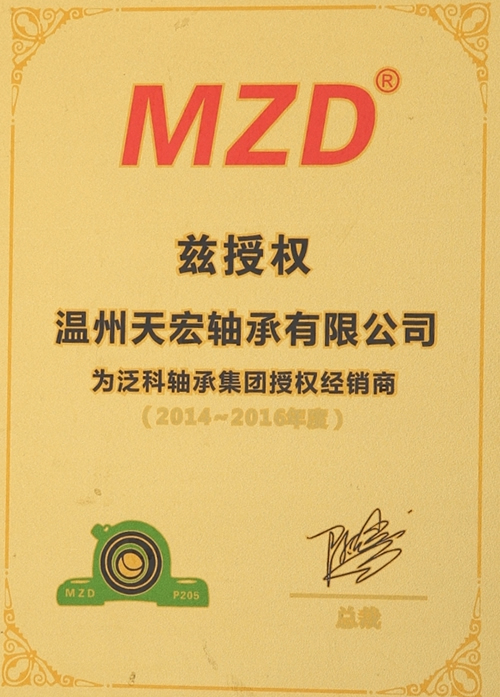 MZD®
兹授权
温州天宏轴承有限公司
为泛科轴承集团授权经销商
（2014~2016年度）
MZD P205
总裁